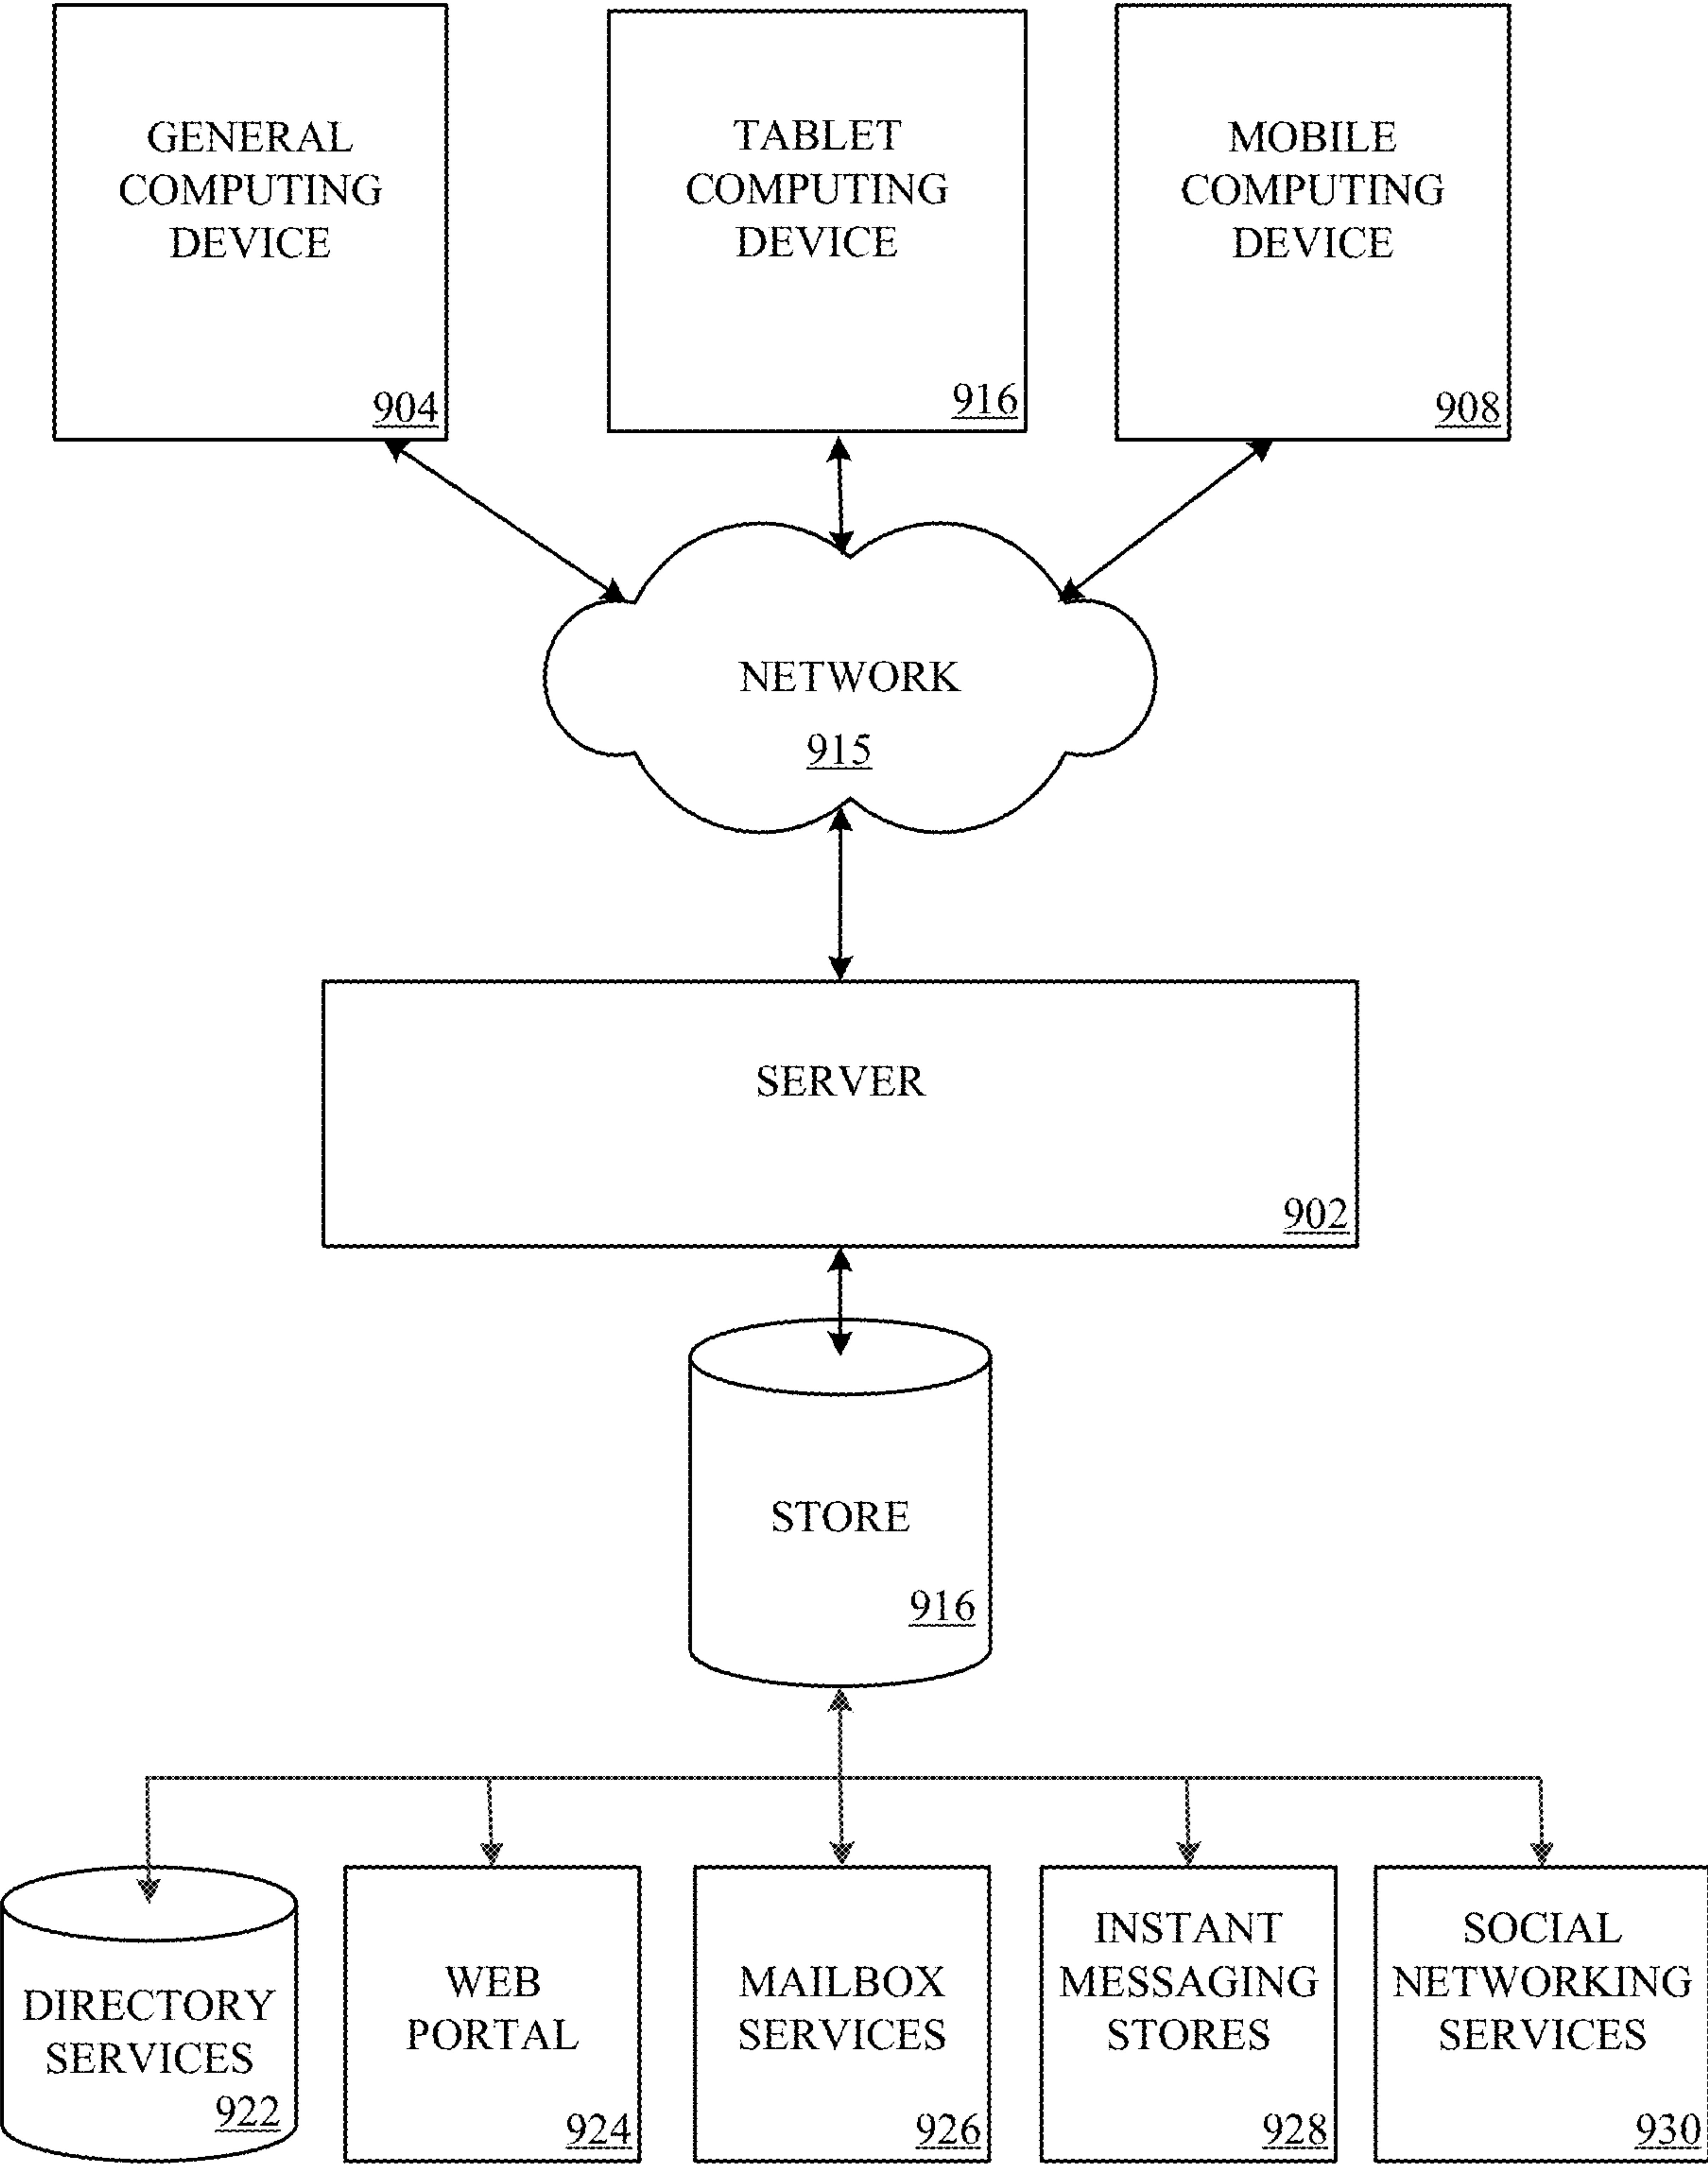 GENERAL
COMPUTING
DEVICE
904
TABLET
COMPUTING
DEVICE
916
MOBILE
COMPUTING
DEVICE
908
NETWORK
915
SERVER
902
STORE
916
DIRECTORY
SERVICES
922
WEB
PORTAL
924
MAILBOX
SERVICES
926
INSTANT
MESSAGING
STORES
928
SOCIAL
NETWORKING
SERVICES
930